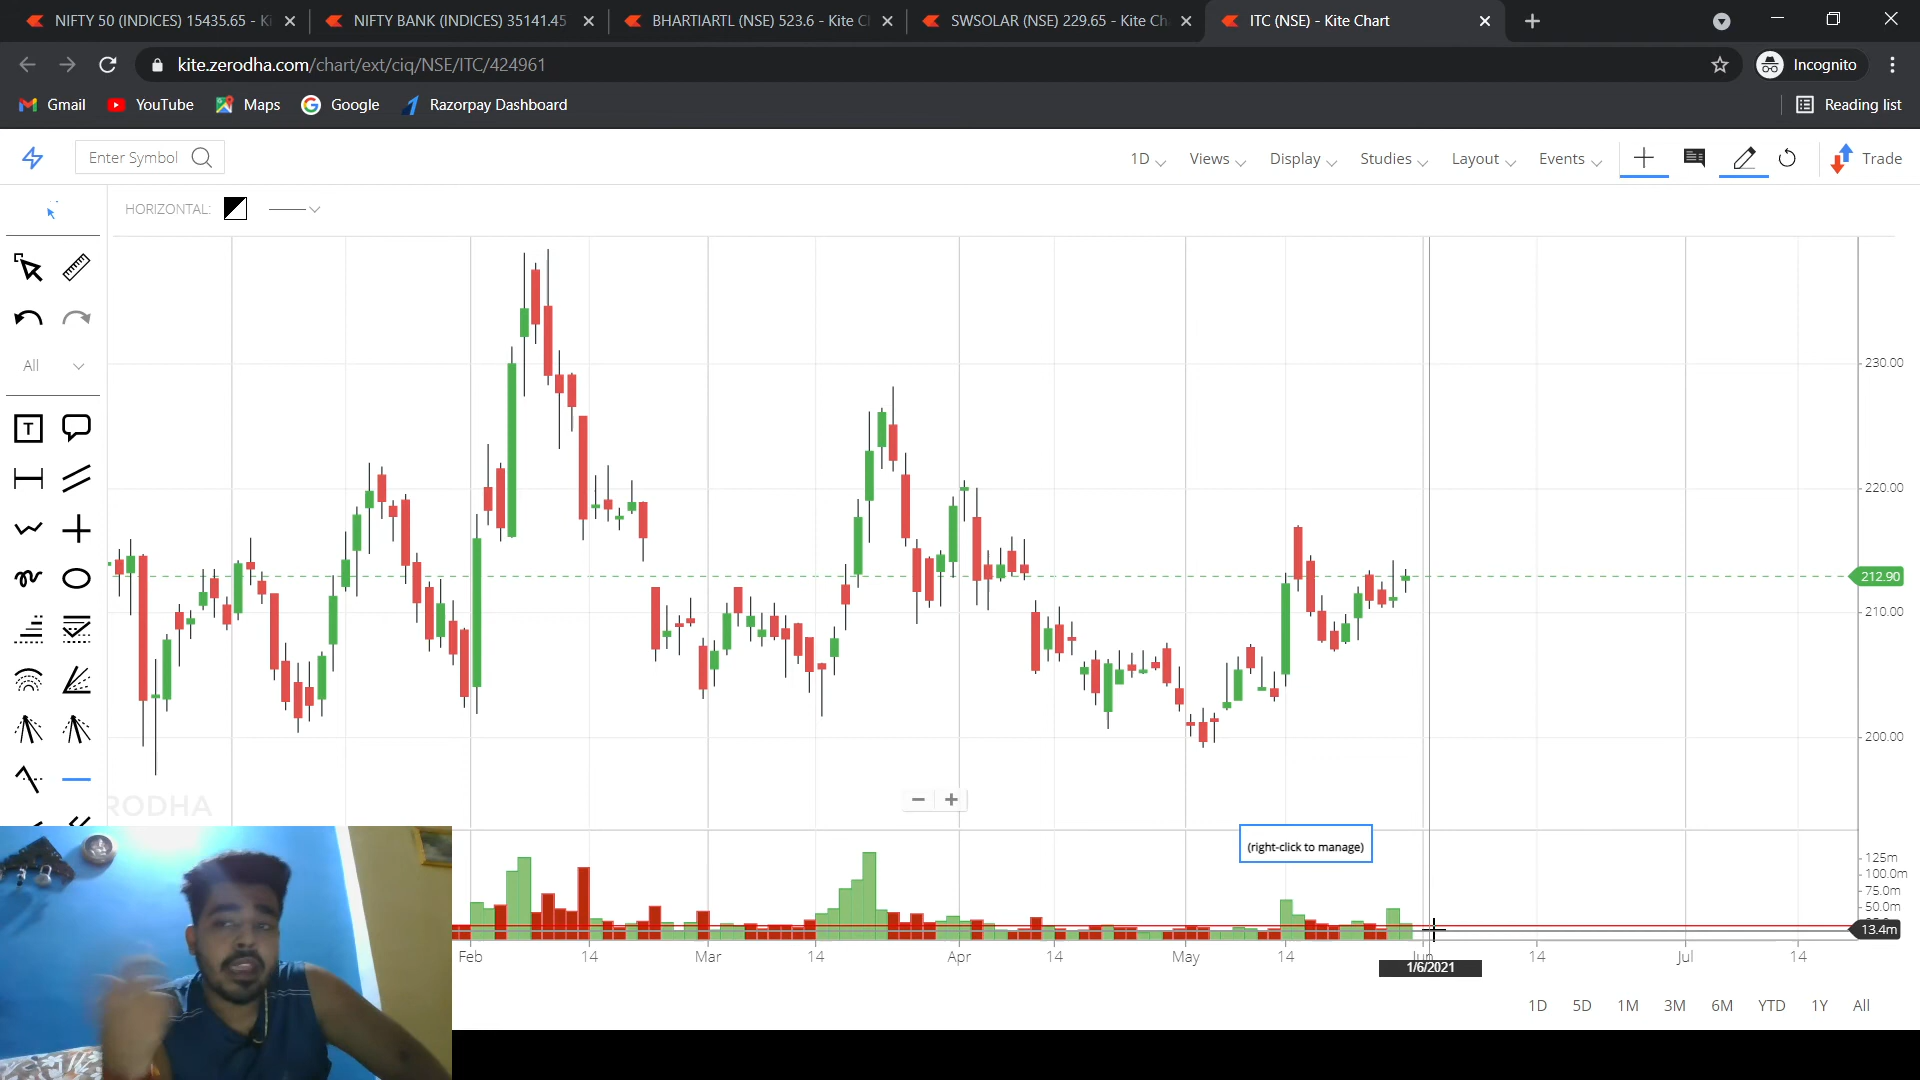 NIFTY 50 (INDICES) 15435.65 - Ki
NIFTY BANK (INDICES) 35141.45
BHARTIARTL (NSE) 523.6 - Kite Ch
SWSOLAR (NSE) 229.65 - Kite Ch
ITC (NSE) - Kite Chart
kite.zerodha.com/chart/ext/ciq/NSE/ITC/424961
Incognito
Gmail
YouTube
Maps
Google
Razorpay Dashboard
Reading list
Enter Symbol
1D
Views
Display
Studies
Layout
Events
Trade
HORIZONTAL:
All
T
230.00
220.00
212.90
210.00
200.00
RODHA
(right-click to manage)
125m
100.0m
75.0m
50.0m
13.4m
Feb
14
Mar
14
Apr
14
May
14
Jun
14
Jul
14
1/6/2021
1D
5D
1M
3M
6M
YTD
1Y
All